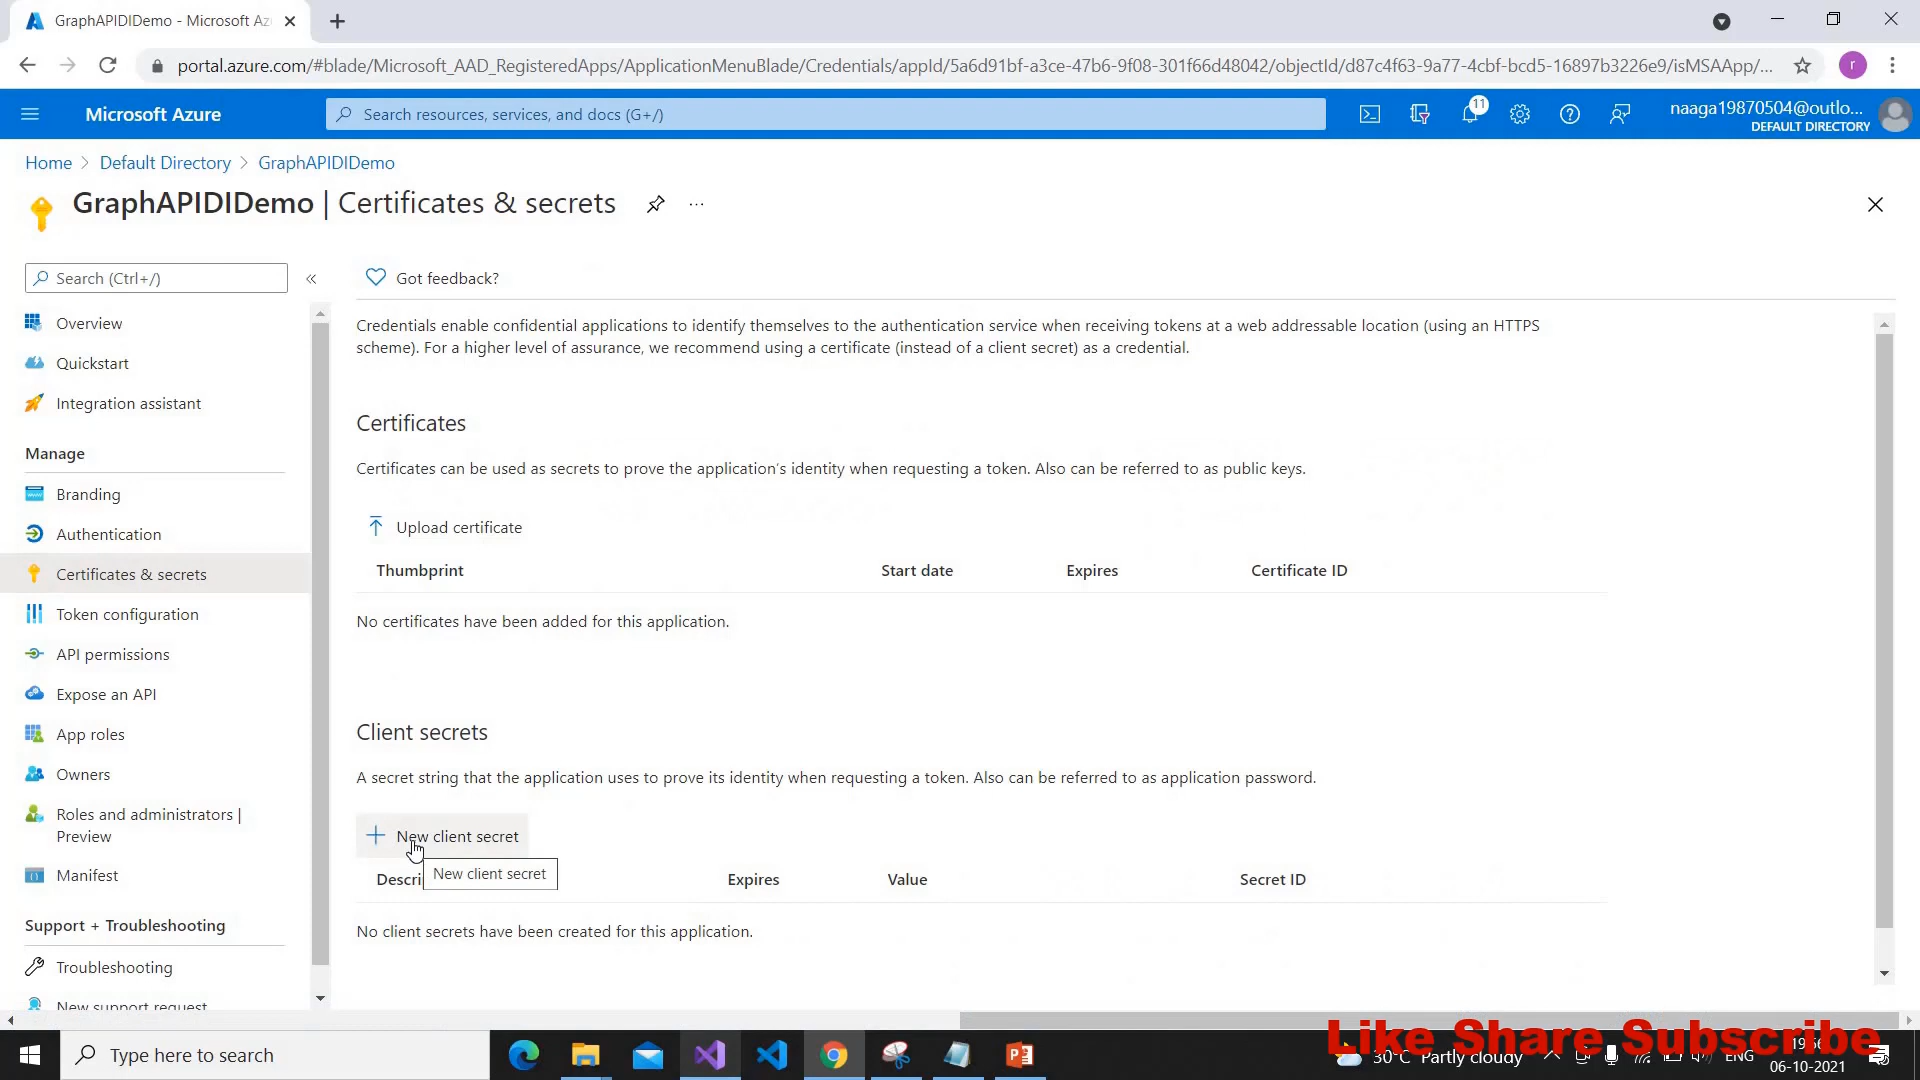 GraphAPIDIDemo - Microsoft Az
portal.azure.com/#blade/Microsoft_AAD_RegisteredApps/ApplicationMenuBlade/Credentials/appId/5a6d91bf-a3ce-47b6-9f08-301f66d48042/objectId/d87c4f63-9a77-4cbf-bcd5-16897b3226e9/isMSAApp/...
r
Microsoft Azure
Search resources, services, and docs (G+/)
11
naaga19870504@outlo...
DEFAULT DIRECTORY
Home > Default Directory > GraphAPIDIDemo
GraphAPIDIDemo | Certificates & secrets
Search (Ctrl+/)
Overview
Quickstart
Integration assistant
Manage
Branding
Authentication
Certificates & secrets
Token configuration
API permissions
Expose an API
App roles
Owners
Roles and administrators |
Preview
Manifest
Support + Troubleshooting
Troubleshooting
New support request
Got feedback?
Credentials enable confidential applications to identify themselves to the authentication service when receiving tokens at a web addressable location (using an HTTPS
scheme). For a higher level of assurance, we recommend using a certificate (instead of a client secret) as a credential.
Certificates
Certificates can be used as secrets to prove the application's identity when requesting a token. Also can be referred to as public keys.
Upload certificate
Thumbprint Start date Expires Certificate ID
No certificates have been added for this application.
Client secrets
A secret string that the application uses to prove its identity when requesting a token. Also can be referred to as application password.
New client secret
New client secret
Descri Expires Value Secret ID
No client secrets have been created for this application.
Like Share Subscribe
Type here to search
30°C Partly cloudy
ENG
06-10-2021